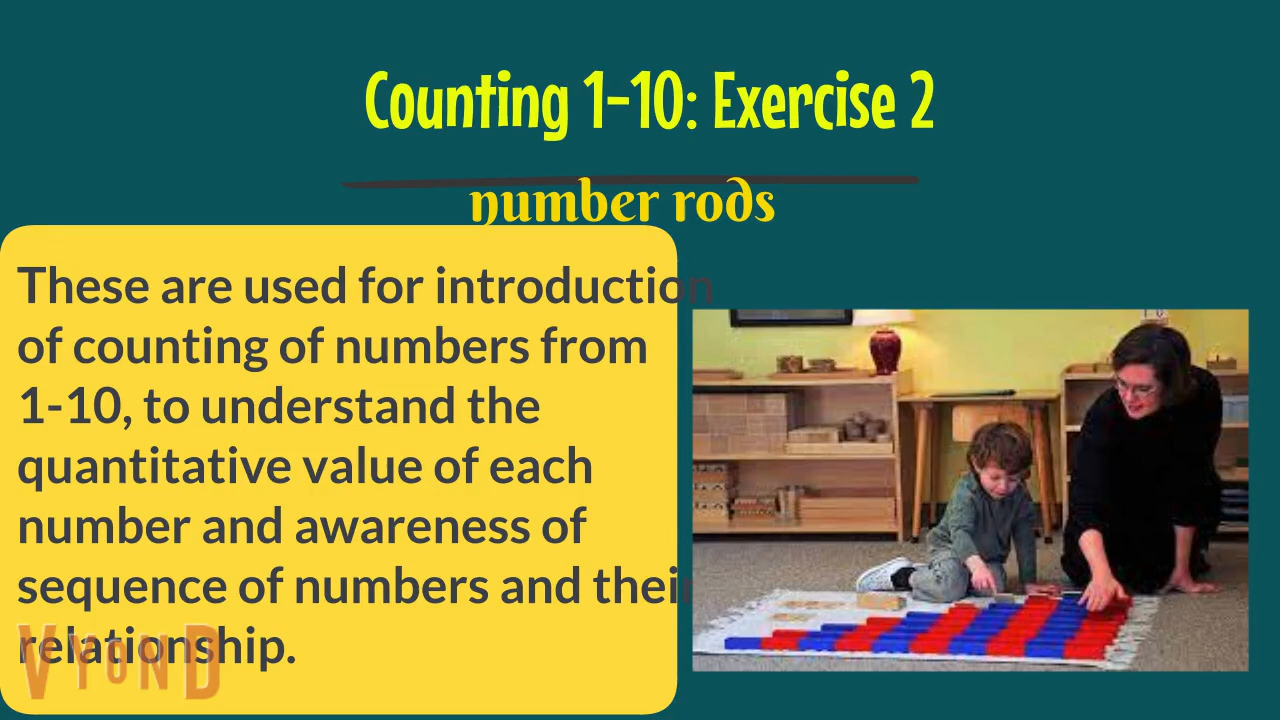 Counting 1-10: Exercise 2
number rods
These are used for introduction
of counting of numbers from
1-10, to understand the
quantitative value of each
number and awareness of
sequence of numbers and their
relationship.
VYOND